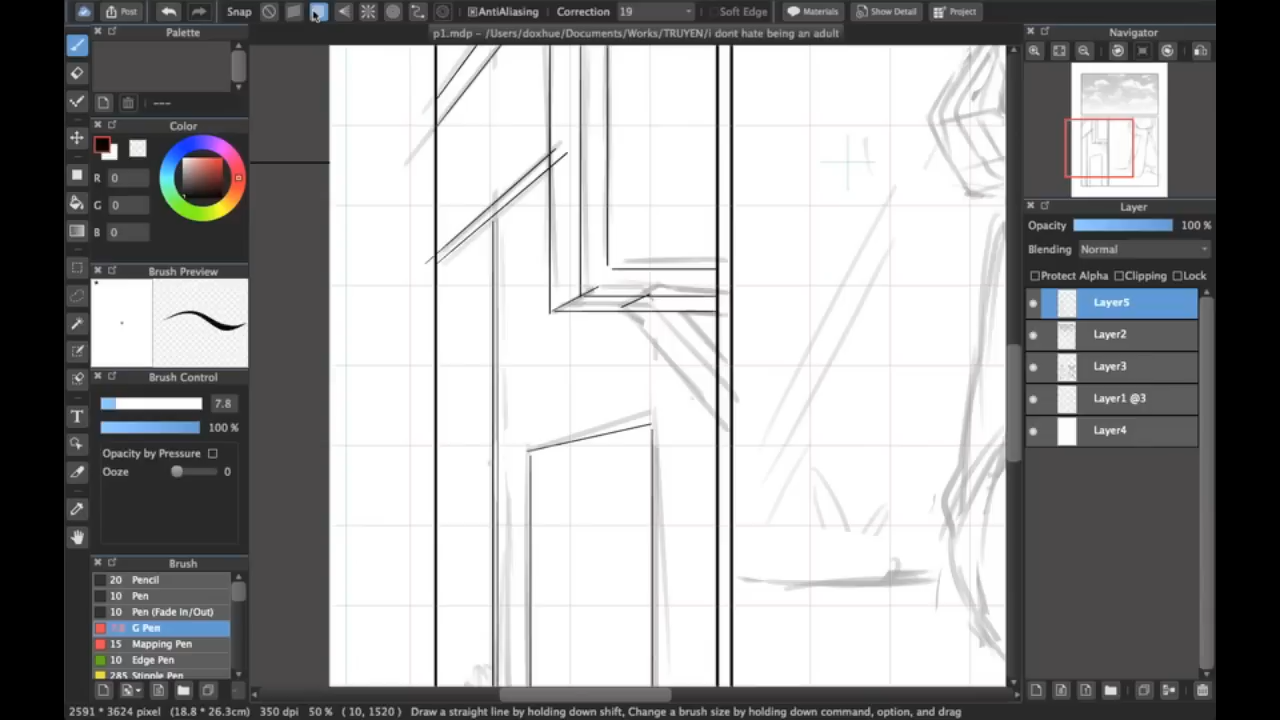 Post Snap AntiAliasing Correction 19 Soft Edge Materials Show Detail Project
p1.mdp - /Users/doxhue/Documents/Works/TRUYEN/i dont hate being an adult
Palette
---
Color
R 0
G 0
B 0
Brush Preview
Brush Control
7.8
100 %
Opacity by Pressure
Ooze 0
Brush
20 Pencil
10 Pen
10 Pen (Fade In/Out)
7.8 G Pen
15 Mapping Pen
10 Edge Pen
285 Stipple Pen
T
Navigator
Layer
Opacity 100 %
Blending Normal
Protect Alpha Clipping Lock
Layer5
Layer2
Layer3
Layer1 @3
Layer4
2591 * 3624 pixel (18.8 * 26.3cm) 350 dpi 50 % ( 10, 1520 ) Draw a straight line by holding down shift, Change a brush size by holding down command, option, and drag